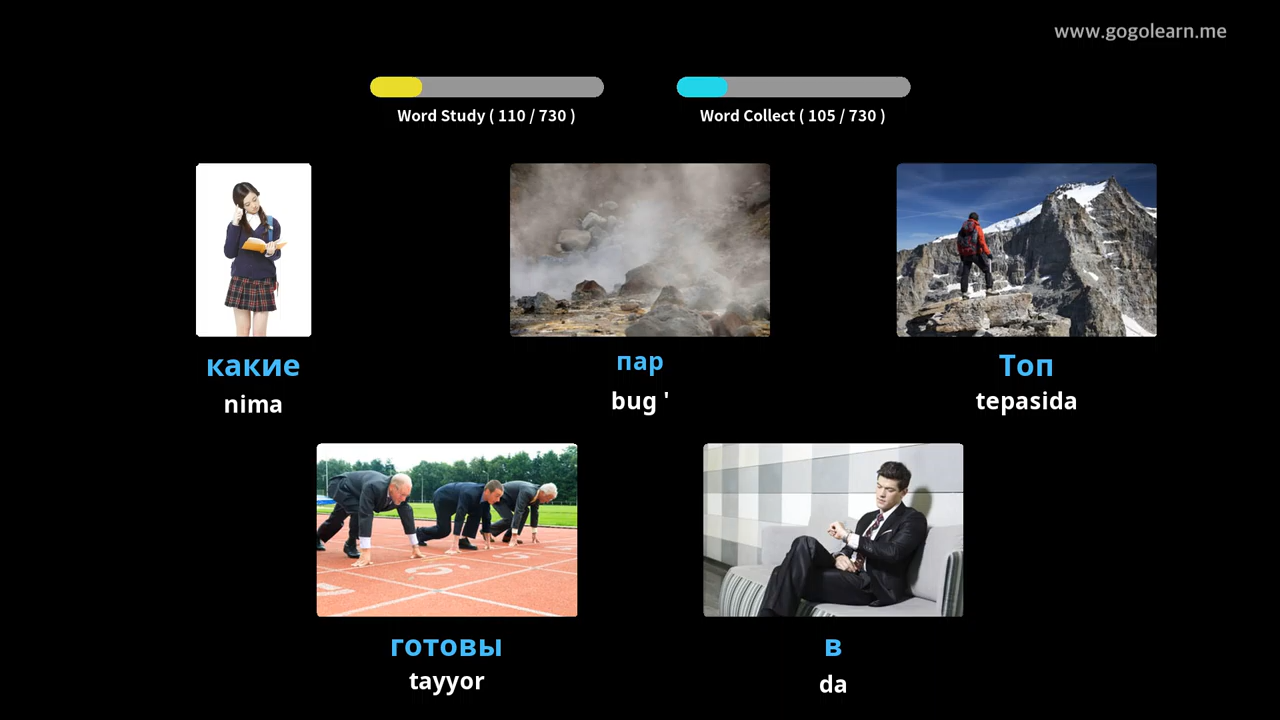 www.gogolearn.me
Word Study ( 110 / 730 )
Word Collect ( 105 / 730 )
какие
nima
пар
bug '
Топ
tepasida
готовы
tayyor
в
da